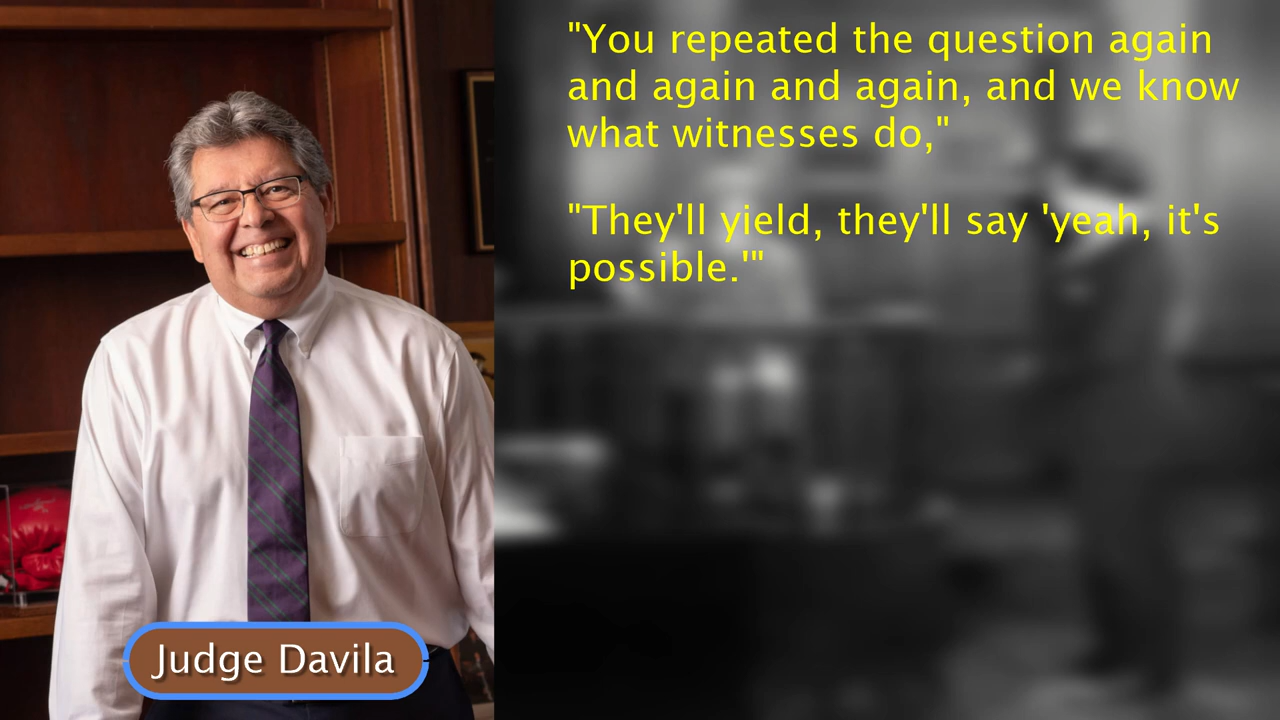 "You repeated the question again
and again and again, and we know
what witnesses do,"
"They'll yield, they'll say 'yeah, it's
possible.'"
Judge Davila